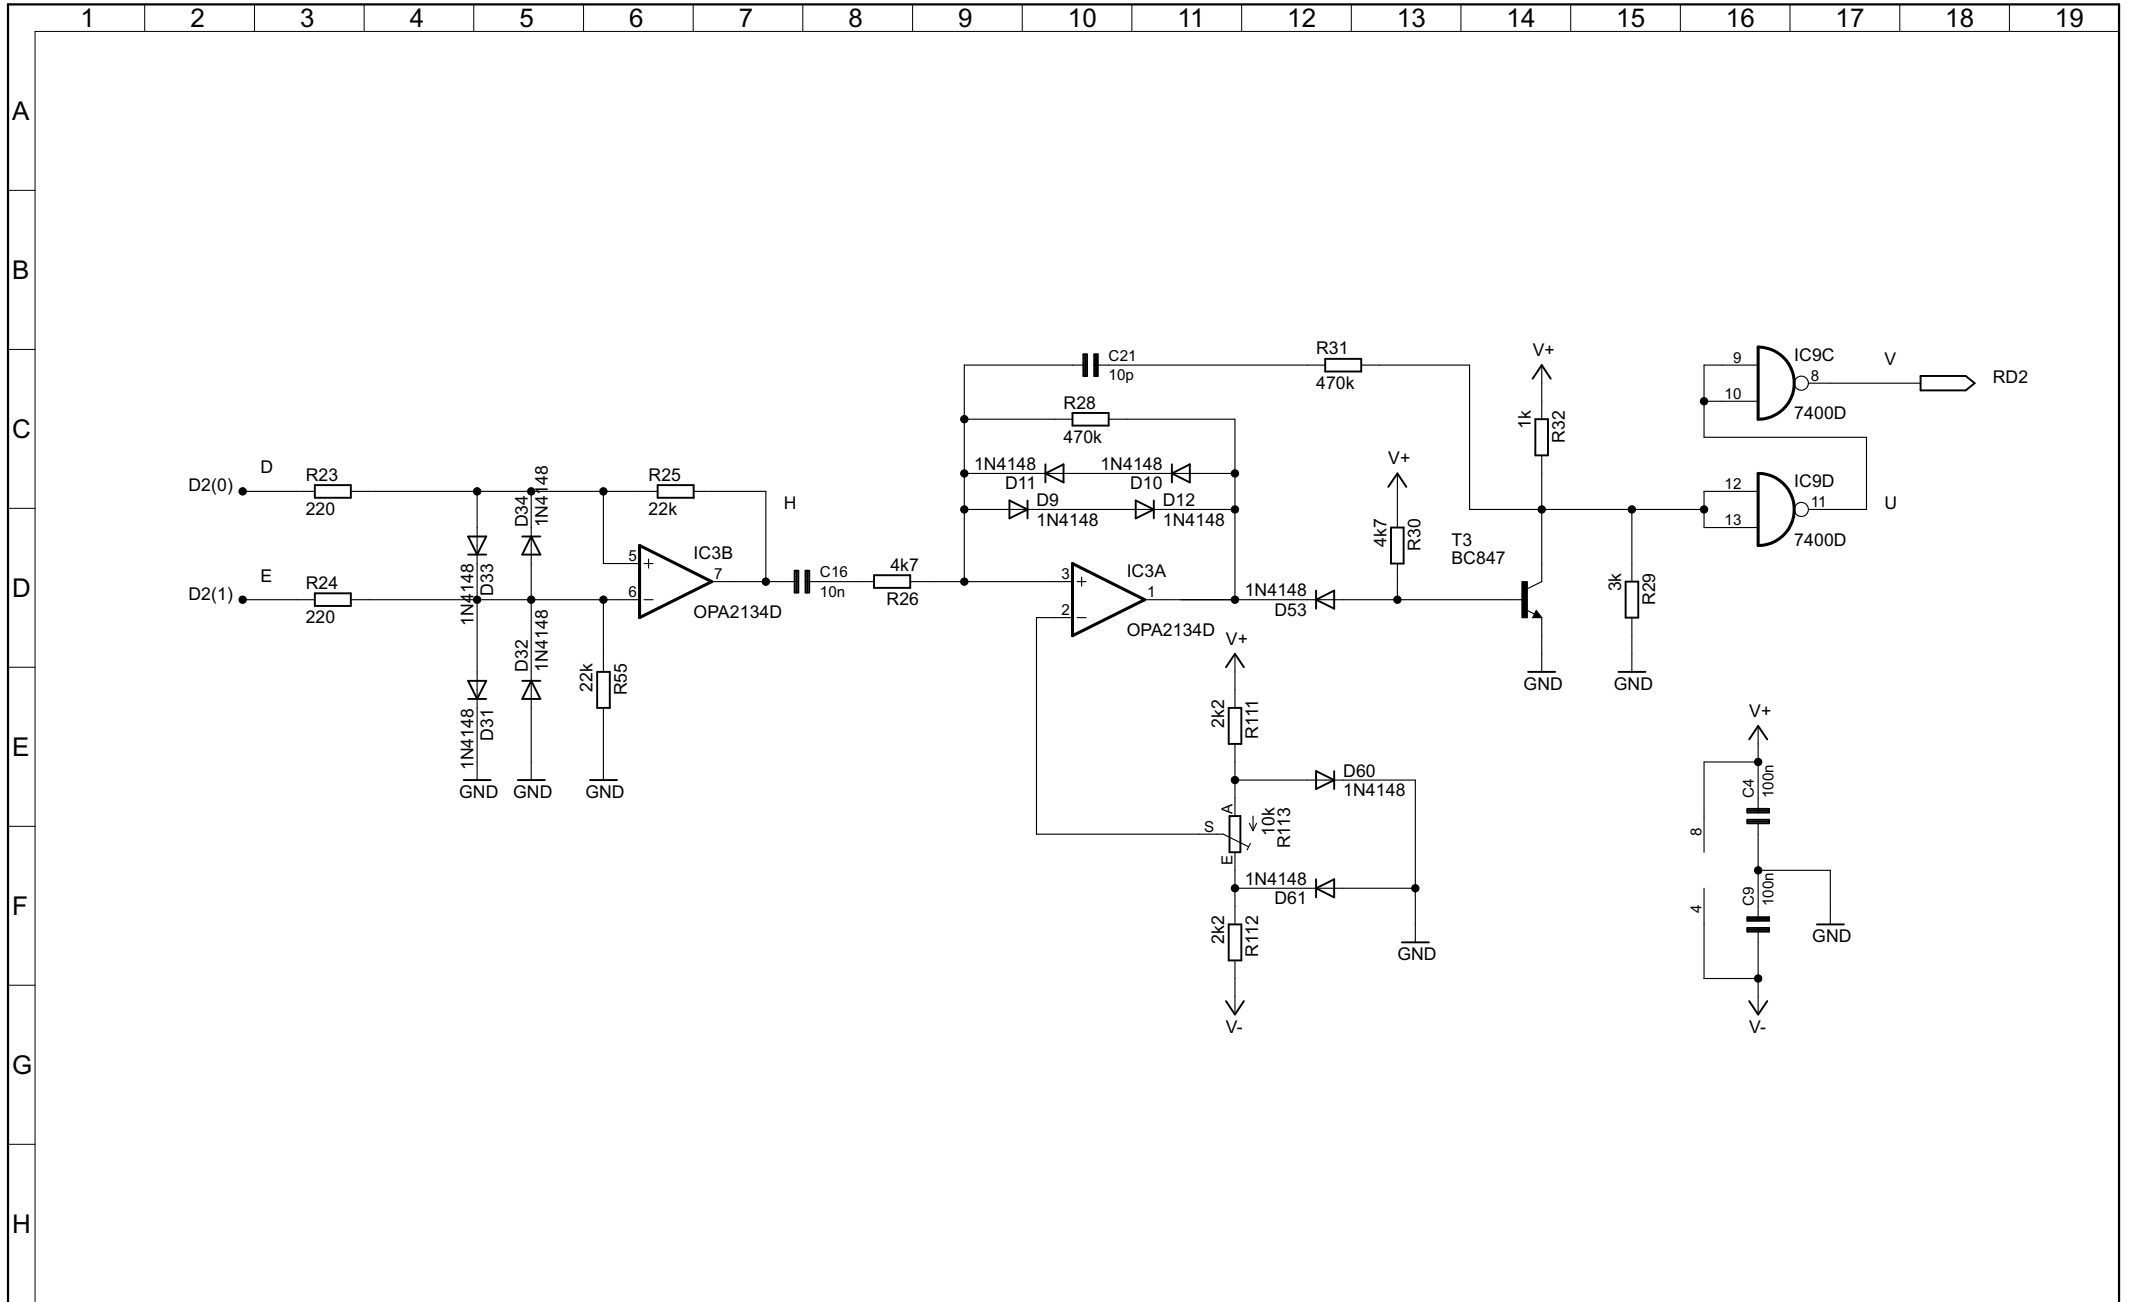 1 2 3 4 5 6 7 8 9 10 11 12 13 14 15 16 17 18 19
A
B
C
D
E
F
G
H
D2(0)
D
R23
220
D2(1)
E
R24
220
1N4148
D33
D34
1N4148
1N4148
D31
GND
D32
1N4148
GND
R25
22k
22k
R55
GND
5
+
6
−
IC3B
7
OPA2134D
H
C16
10n
4k7
R26
C21
10p
R31
470k
R28
470k
1N4148
D11
1N4148
D10
D9
1N4148
D12
1N4148
3
+
2
−
IC3A
1
OPA2134D
1N4148
D53
V+
4k7
R30
T3
BC847
V+
1k
R32
GND
3k
R29
GND
V+
2k2
R111
D60
1N4148
A
S
E
10k
R113
1N4148
D61
2k2
R112
V-
GND
9
10
IC9C
8
7400D
V
RD2
12
13
IC9D
11
7400D
U
V+
C4
100n
8
4
C9
100n
GND
V-